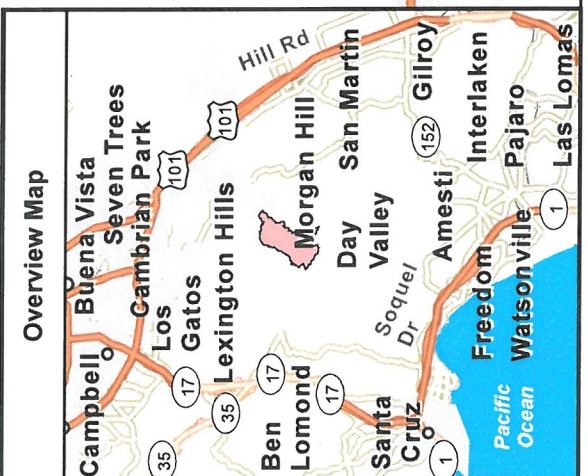 Overview Map
Buena Vista
Seven Trees
Cambrian Park
Campbell
Los
Gatos
Lexington Hills
Hill Rd
101
101
Morgan Hill
San Martin
Gilroy
152
Interlaken
Pajaro
Las Lomas
Day
Valley
Amesti
Soquel
Dr
Freedom
Watsonville
1
17
35
17
17
35
Ben
Lomond
Santa
Cruz
1
Pacific
Ocean